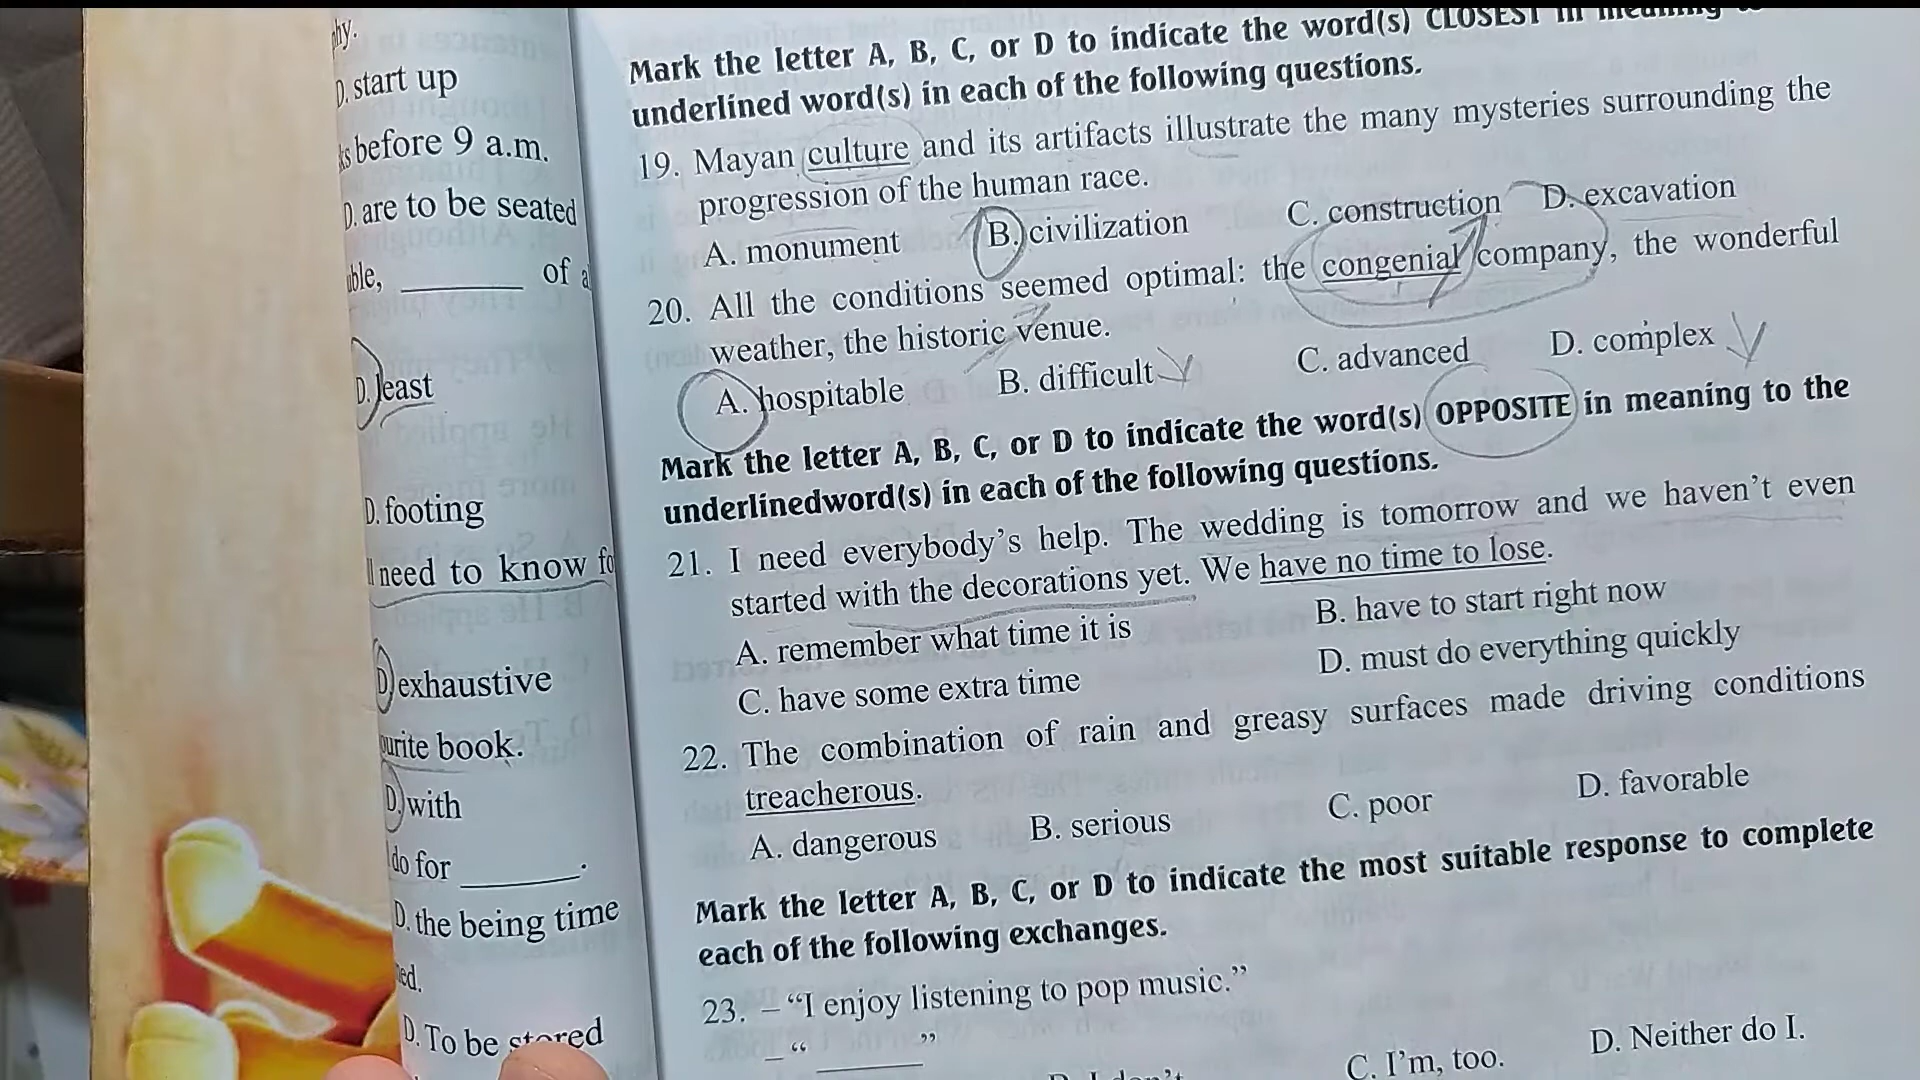 hy.
D. start up
ks before 9 a.m.
D. are to be seated
able, ______ of a
D. least
D. footing
need to know fo
D. exhaustive
ourite book.
D. with
do for ______.
D. the being time
ned.
D. To be stored
Mark the letter A, B, C, or D to indicate the word(s) CLOSEST in meaning to
underlined word(s) in each of the following questions.
19. Mayan culture and its artifacts illustrate the many mysteries surrounding the
progression of the human race.
A. monument B. civilization C. construction D. excavation
20. All the conditions seemed optimal: the congenial company, the wonderful
weather, the historic venue.
A. hospitable B. difficult C. advanced D. complex
Mark the letter A, B, C, or D to indicate the word(s) OPPOSITE in meaning to the
underlinedword(s) in each of the following questions.
21. I need everybody's help. The wedding is tomorrow and we haven't even
started with the decorations yet. We have no time to lose.
A. remember what time it is B. have to start right now
C. have some extra time D. must do everything quickly
22. The combination of rain and greasy surfaces made driving conditions
treacherous.
A. dangerous B. serious C. poor D. favorable
Mark the letter A, B, C, or D to indicate the most suitable response to complete
each of the following exchanges.
23. – “I enjoy listening to pop music.”
– “ ______ ”
C. I'm, too. D. Neither do I.